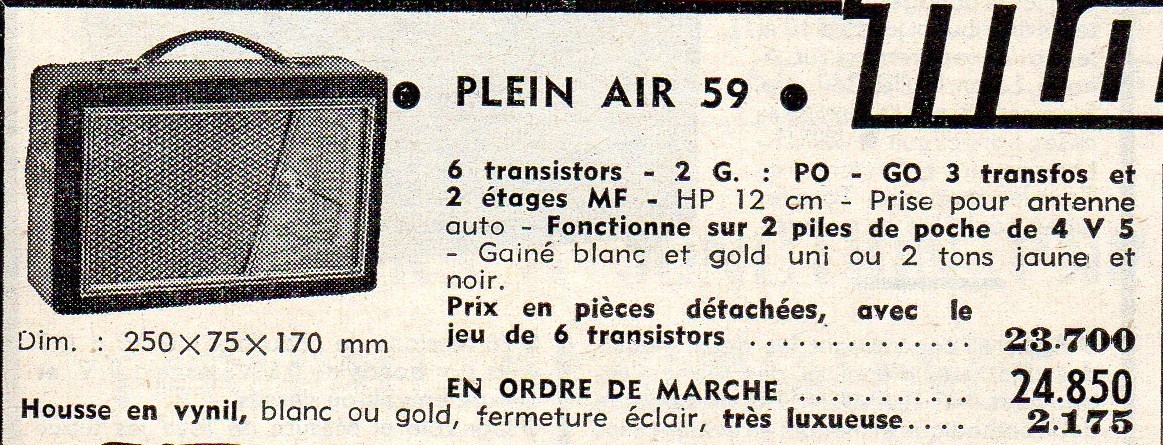 ● PLEIN AIR 59 ●
6 transistors - 2 G. : PO - GO 3 transfos et
2 étages MF - HP 12 cm - Prise pour antenne
auto - Fonctionne sur 2 piles de poche de 4 V 5
- Gainé blanc et gold uni ou 2 tons jaune et
noir.
Prix en pièces détachées, avec le
jeu de 6 transistors .............. 23.700
Dim. : 250×75×170 mm
EN ORDRE DE MARCHE ........... 24.850
Housse en vynil, blanc ou gold, fermeture éclair, très luxueuse.... 2.175